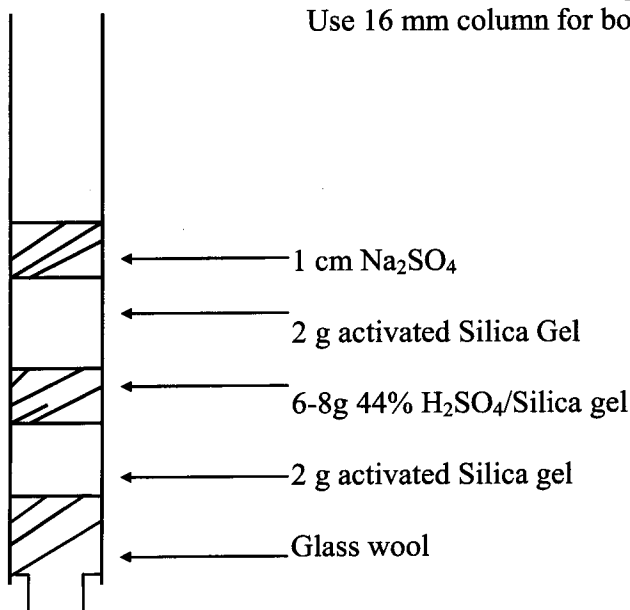 Use 16 mm column for bo
1 cm Na₂SO₄
2 g activated Silica Gel
6-8g 44% H₂SO₄/Silica gel
2 g activated Silica gel
Glass wool